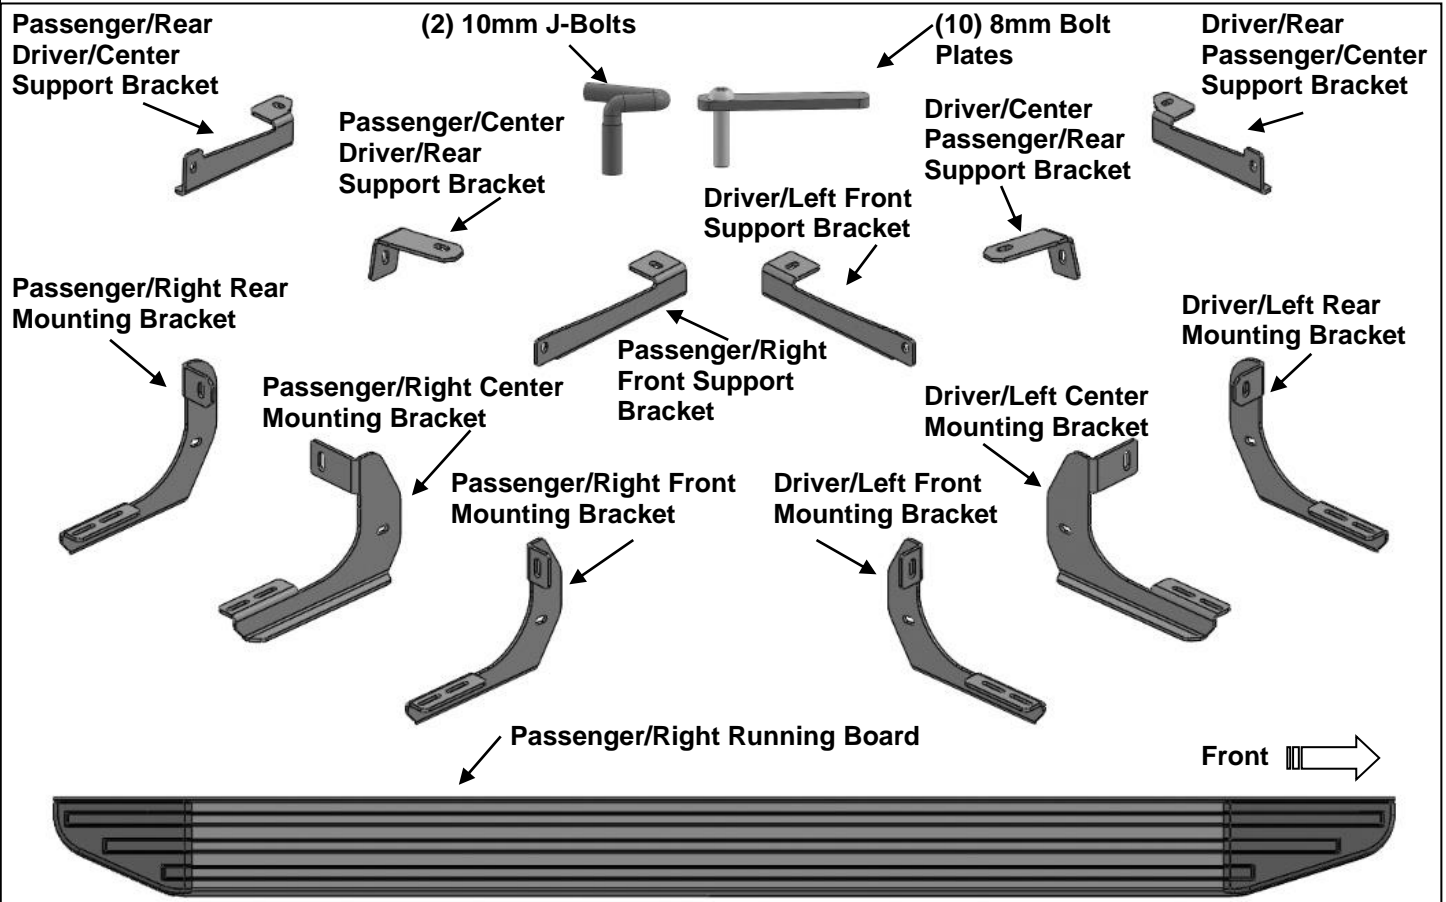 Passenger/Rear
Driver/Center
Support Bracket
(2) 10mm J-Bolts
(10) 8mm Bolt
Plates
Driver/Rear
Passenger/Center
Support Bracket
Passenger/Center
Driver/Rear
Support Bracket
Driver/Center
Passenger/Rear
Support Bracket
Driver/Left Front
Support Bracket
Passenger/Right Rear
Mounting Bracket
Passenger/Right
Front Support
Bracket
Driver/Left Rear
Mounting Bracket
Passenger/Right Center
Mounting Bracket
Driver/Left Center
Mounting Bracket
Passenger/Right Front
Mounting Bracket
Driver/Left Front
Mounting Bracket
Passenger/Right Running Board
Front